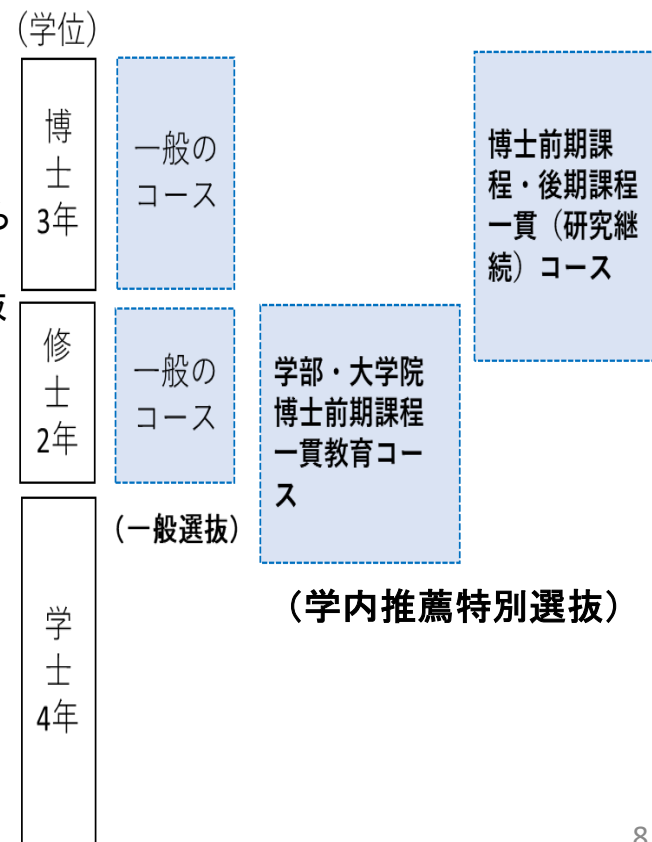 （学位）
博
士
3年
一般の
コース
博士前期課
程・後期課程
一貫（研究継
続）コース
修
士
2年
一般の
コース
学部・大学院
博士前期課程
一貫教育コー
ス
（一般選抜）
（学内推薦特別選抜）
学
士
4年
8